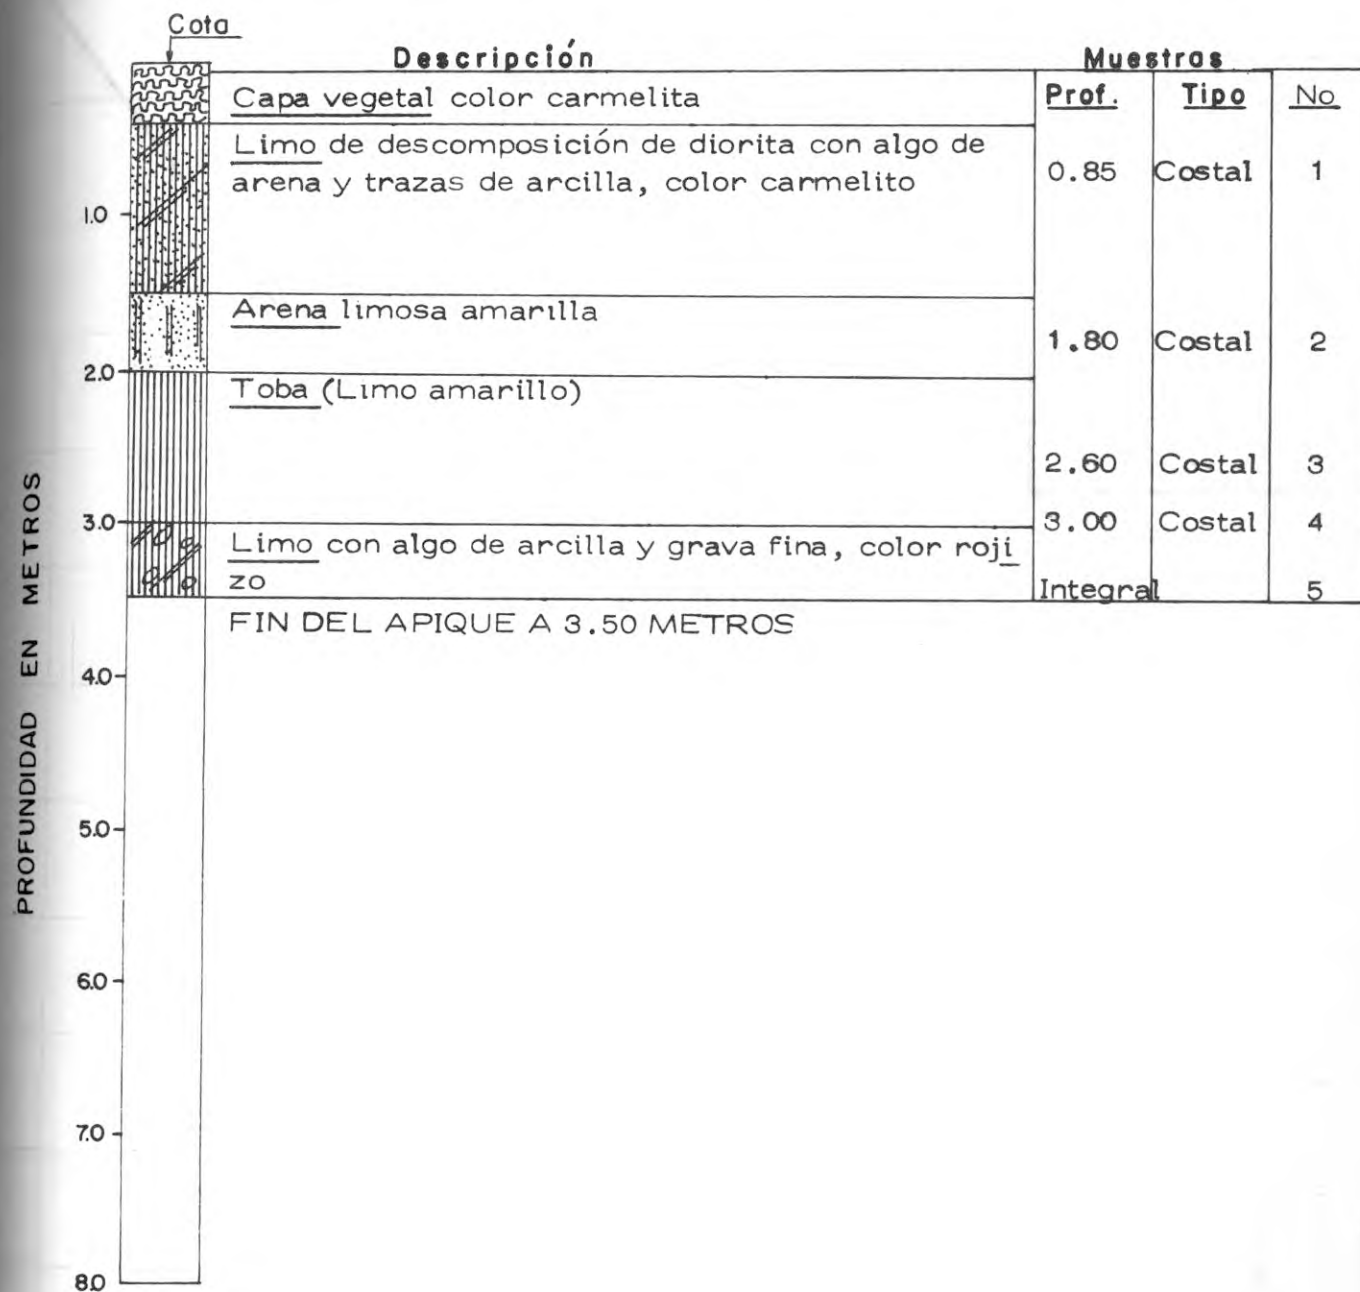 Cota
Descripción Muestras
Capa vegetal color carmelita Prof. Tipo No
Limo de descomposición de diorita con algo de
arena y trazas de arcilla, color carmelito 0.85 Costal 1
1.0
Arena limosa amarilla
1.80 Costal 2
2.0
Toba (Limo amarillo)
2.60 Costal 3
3.0 3.00 Costal 4
Limo con algo de arcilla y grava fina, color roji
zo Integral 5
FIN DEL APIQUE A 3.50 METROS
4.0
5.0
6.0
7.0
8.0
PROFUNDIDAD EN METROS